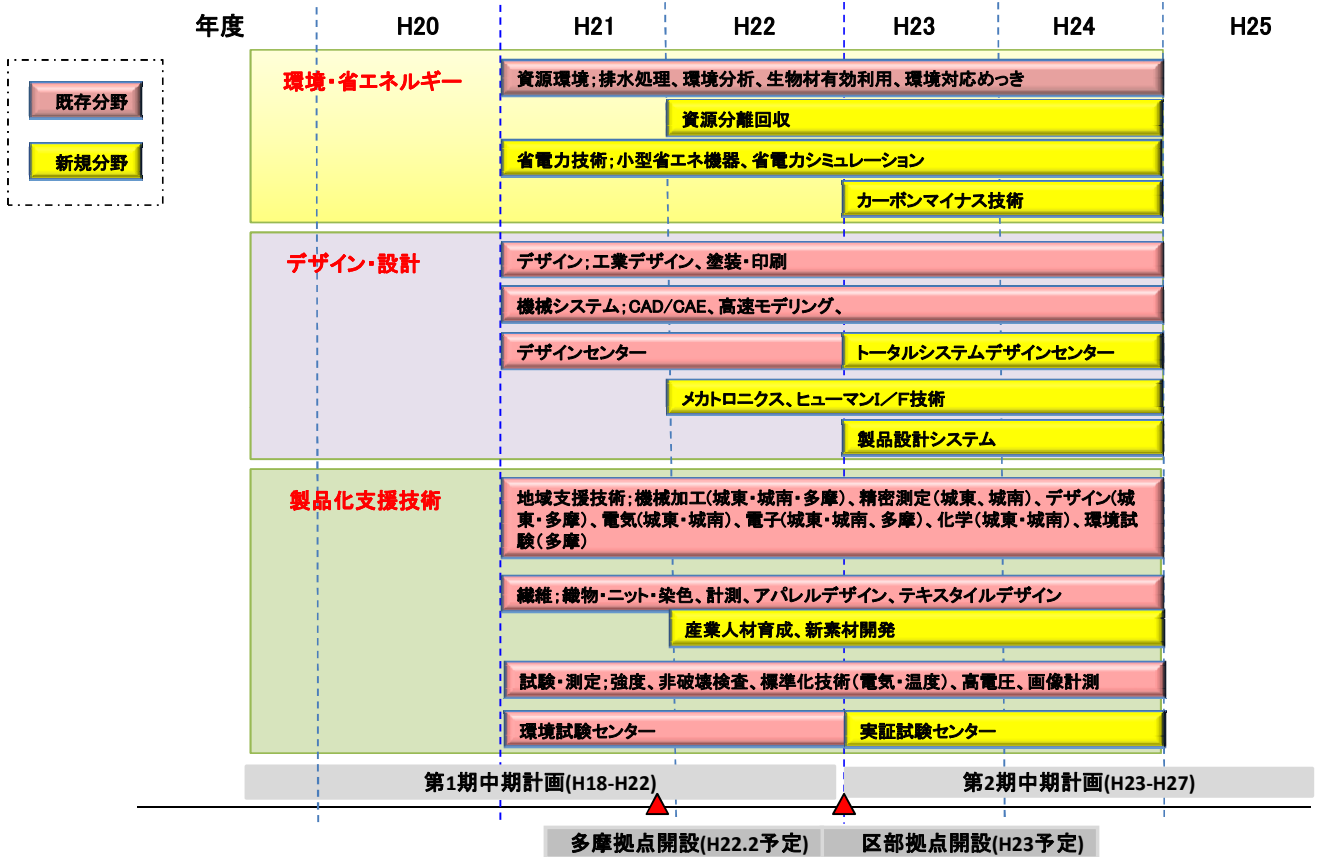 年度 H20 H21 H22 H23 H24 H25
既存分野
新規分野
環境・省エネルギー
資源環境;排水処理、環境分析、生物材有効利用、環境対応めっき
資源分離回収
省電力技術;小型省エネ機器、省電力シミュレーション
カーボンマイナス技術
デザイン・設計
デザイン;工業デザイン、塗装・印刷
機械システム;CAD/CAE、高速モデリング、
デザインセンター
トータルシステムデザインセンター
メカトロニクス、ヒューマンI／F技術
製品設計システム
製品化支援技術
地域支援技術;機械加工(城東・城南・多摩)、精密測定(城東、城南)、デザイン(城
東・多摩)、電気(城東・城南)、電子(城東・城南、多摩)、化学(城東・城南)、環境試
験(多摩)
繊維;織物・ニット・染色、計測、アパレルデザイン、テキスタイルデザイン
産業人材育成、新素材開発
試験・測定;強度、非破壊検査、標準化技術(電気・温度)、高電圧、画像計測
環境試験センター
実証試験センター
第1期中期計画(H18-H22)
第2期中期計画(H23-H27)
多摩拠点開設(H22.2予定)
区部拠点開設(H23予定)